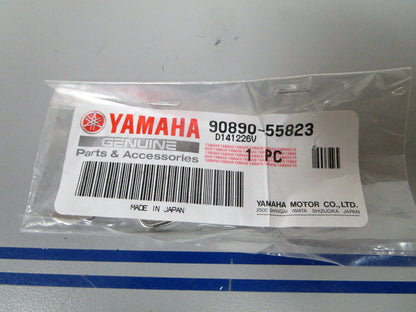 YAMAHA 90890-55823
GENUINE D141226V
Parts & Accessories 1 PC
MADE IN JAPAN
YAMAHA MOTOR CO.,LTD.
2500 SHINGAI IWATA SHIZUOKA JAPAN